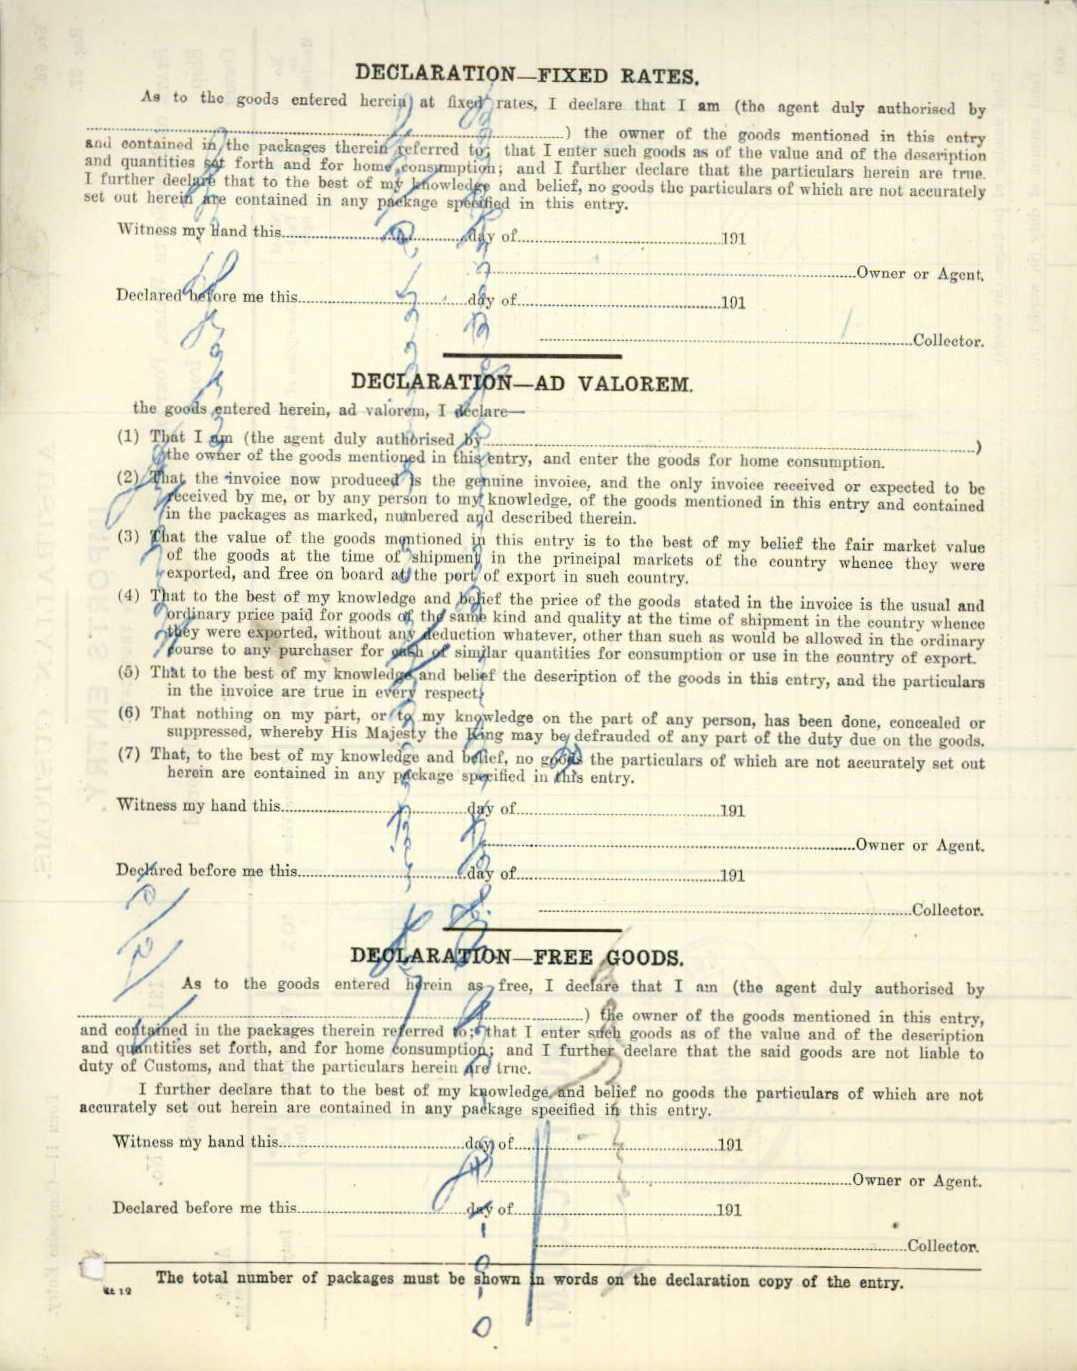 DECLARATION—FIXED RATES.
As to the goods entered herein, at fixed rates, I declare that I am (the agent duly authorised by
..........) the owner of the goods mentioned in this entry
and contained in the packages therein referred to; that I enter such goods as of the value and of the description
and quantities set forth and for home consumption; and I further declare that the particulars herein are true.
I further declare that to the best of my knowledge and belief, no goods the particulars of which are not accurately
set out herein are contained in any package specified in this entry.
Witness my hand this..........day of..........191
..........Owner or Agent.
Declared before me this..........day of..........191
..........Collector.
DECLARATION—AD VALOREM.
the goods entered herein, ad valorem, I declare—
(1) That I am (the agent duly authorised by..........)
the owner of the goods mentioned in this entry, and enter the goods for home consumption.
(2) That the invoice now produced is the genuine invoice, and the only invoice received or expected to be
received by me, or by any person to my knowledge, of the goods mentioned in this entry and contained
in the packages as marked, numbered and described therein.
(3) That the value of the goods mentioned in this entry is to the best of my belief the fair market value
of the goods at the time of shipment in the principal markets of the country whence they were
exported, and free on board at the port of export in such country.
(4) That to the best of my knowledge and belief the price of the goods stated in the invoice is the usual and
ordinary price paid for goods of the same kind and quality at the time of shipment in the country whence
they were exported, without any deduction whatever, other than such as would be allowed in the ordinary
course to any purchaser for cash of similar quantities for consumption or use in the country of export.
(5) That to the best of my knowledge and belief the description of the goods in this entry, and the particulars
in the invoice are true in every respect;
(6) That nothing on my part, or to my knowledge on the part of any person, has been done, concealed or
suppressed, whereby His Majesty the King may be defrauded of any part of the duty due on the goods.
(7) That, to the best of my knowledge and belief, no goods the particulars of which are not accurately set out
herein are contained in any package specified in this entry.
Witness my hand this..........day of..........191
..........Owner or Agent.
Declared before me this..........day of..........191
..........Collector.
DECLARATION—FREE GOODS.
As to the goods entered herein as free, I declare that I am (the agent duly authorised by
..........) the owner of the goods mentioned in this entry,
and contained in the packages therein referred to; that I enter such goods as of the value and of the description
and quantities set forth, and for home consumption; and I further declare that the said goods are not liable to
duty of Customs, and that the particulars herein are true.
I further declare that to the best of my knowledge and belief no goods the particulars of which are not
accurately set out herein are contained in any package specified in this entry.
Witness my hand this..........day of..........191
..........Owner or Agent.
Declared before me this..........day of..........191
..........Collector.
The total number of packages must be shown in words on the declaration copy of the entry.